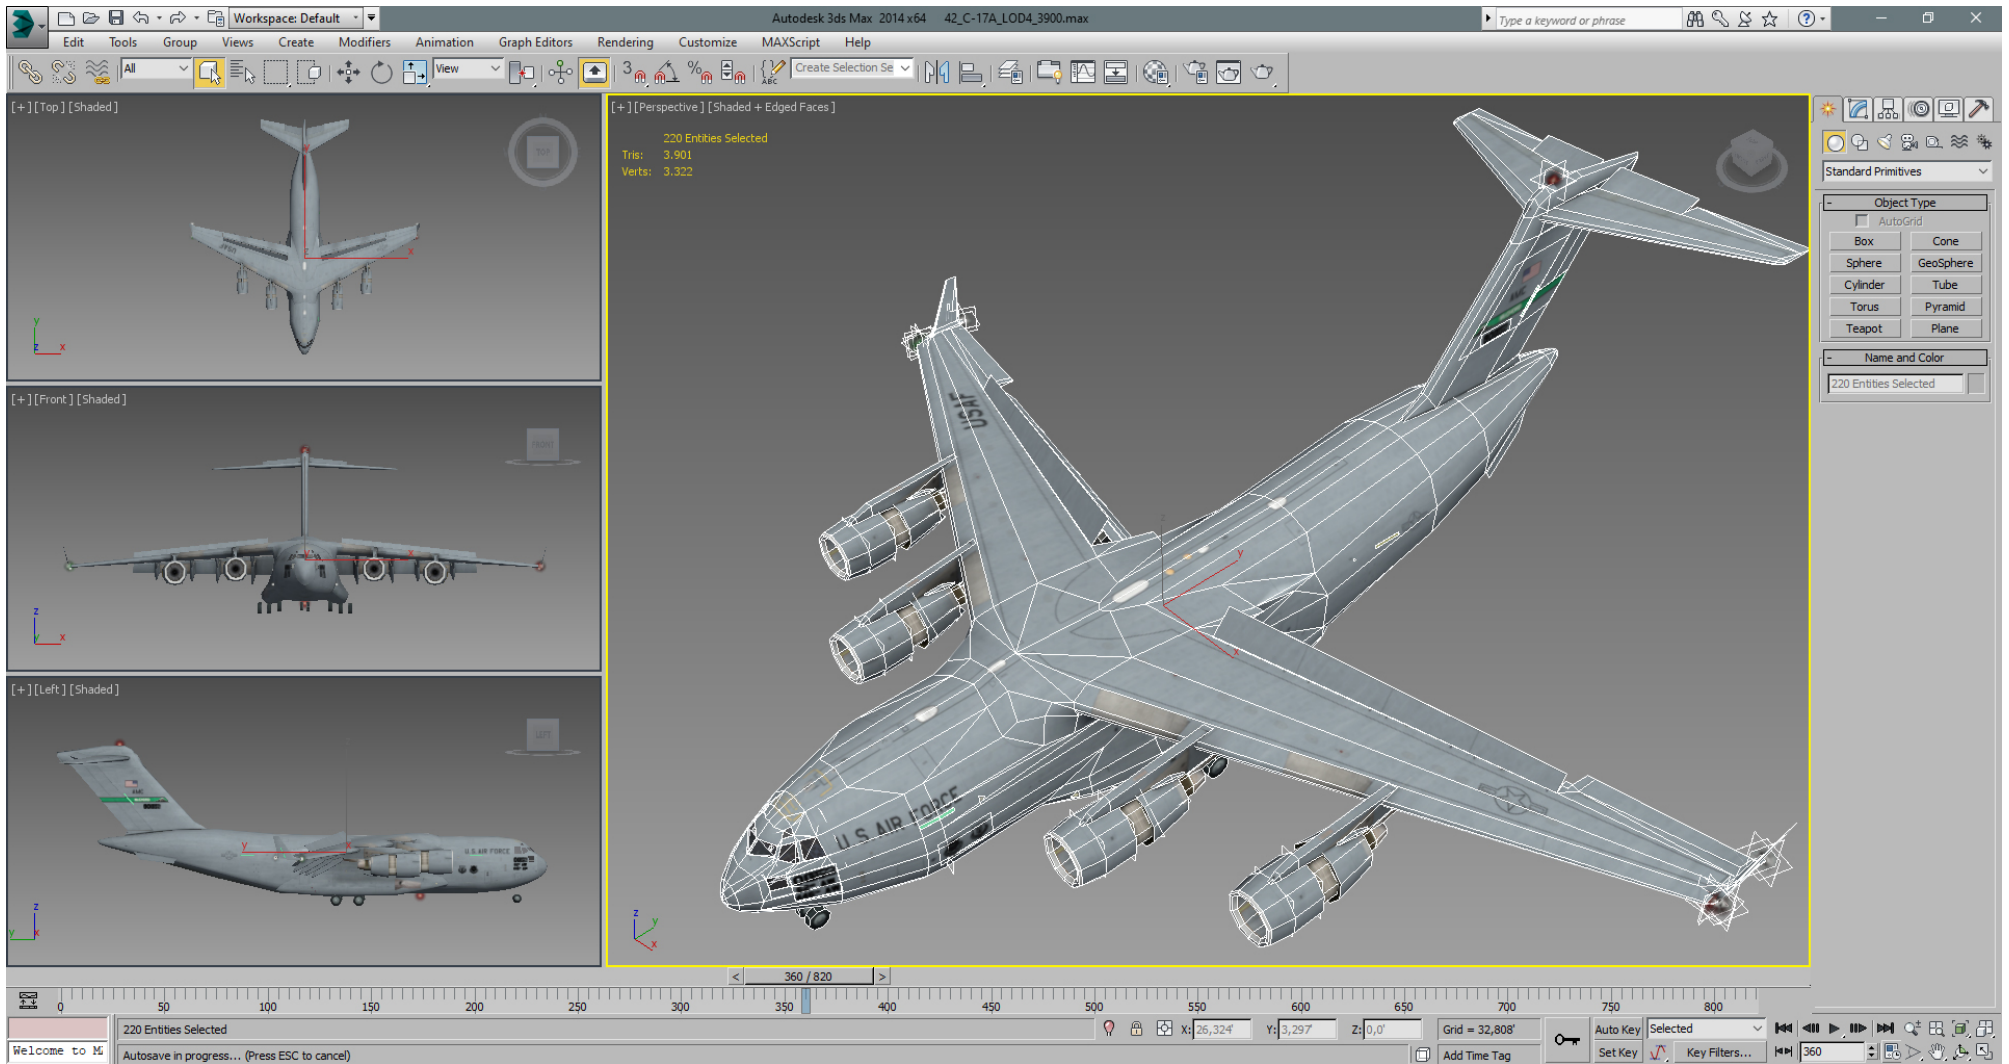 Workspace: Default
Autodesk 3ds Max 2014 x64 42_C-17A_LOD4_3900.max
Type a keyword or phrase
Edit Tools Group Views Create Modifiers Animation Graph Editors Rendering Customize MAXScript Help
All
View
3
%
ABC
Create Selection Se
[+][Top][Shaded]
TOP
[+][Front][Shaded]
FRONT
[+][Left][Shaded]
LEFT
[+][Perspective][Shaded + Edged Faces]
220 Entities Selected
Tris: 3.901
Verts: 3.322
USAF
AMC
U.S. AIR FORCE
x
y
z
Standard Primitives
- Object Type
AutoGrid
Box Cone
Sphere GeoSphere
Cylinder Tube
Torus Pyramid
Teapot Plane
- Name and Color
220 Entities Selected
< 360 / 820 >
0 50 100 150 200 250 300 350 400 450 500 550 600 650 700 750 800
220 Entities Selected
X: 26,324' Y: 3,297' Z: 0,0' Grid = 32,808'
Auto Key Selected
Welcome to M
Autosave in progress... (Press ESC to cancel)
Add Time Tag
Set Key Key Filters...
360